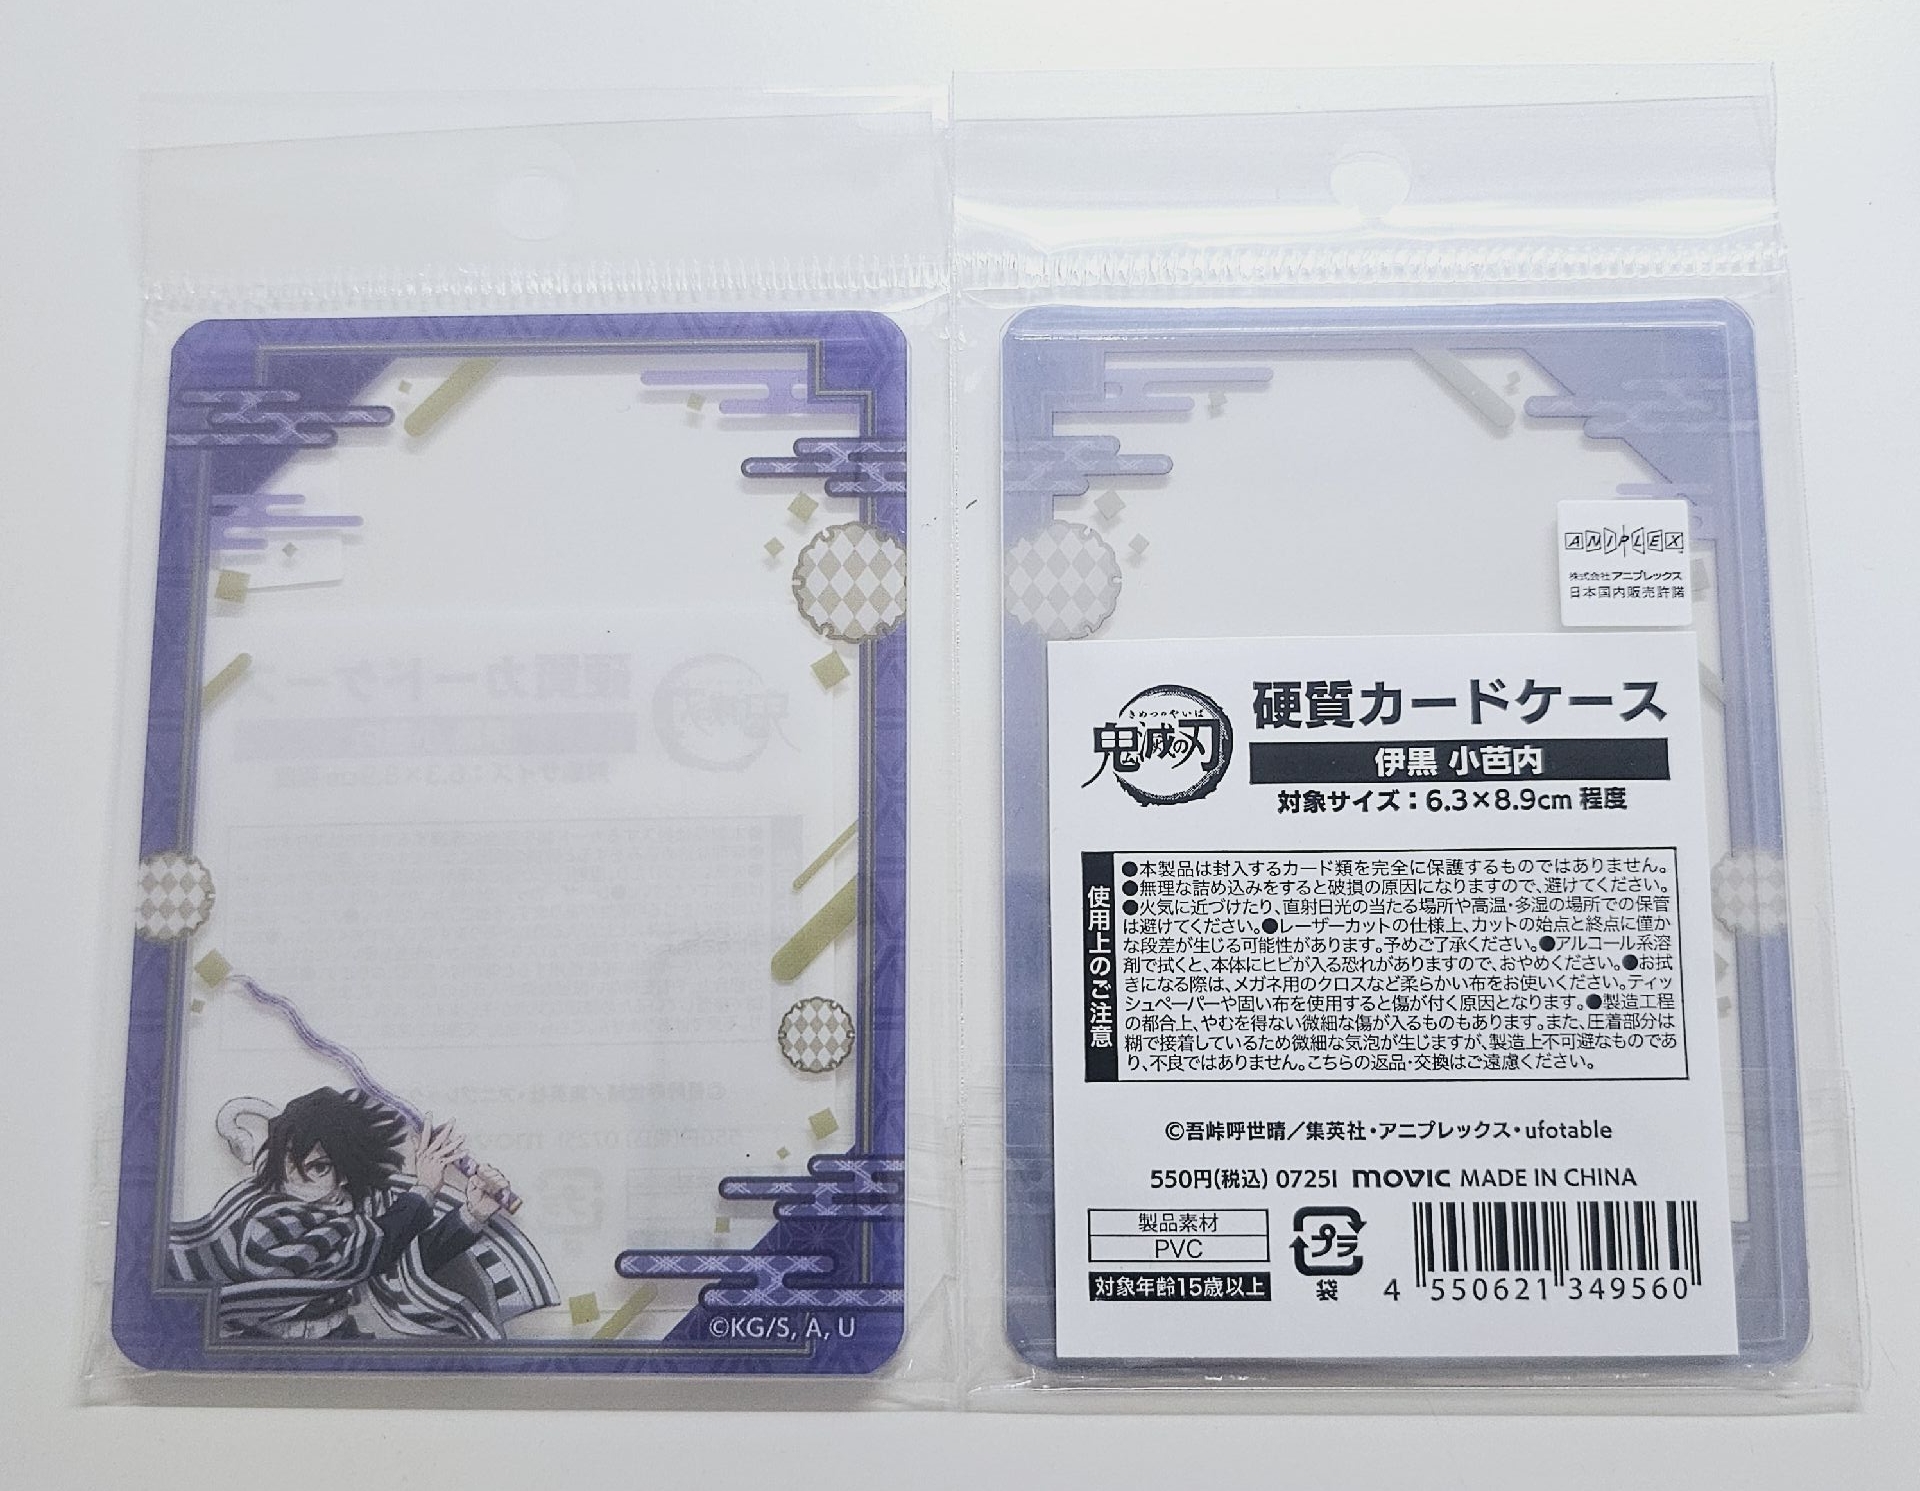 ©KG/S, A, U
ANIPLEX
株式会社アニプレックス
日本国内販売許諾
きめつのやいば
鬼滅の刃
硬質カードケース
伊黒 小芭内
対象サイズ：6.3×8.9cm 程度
使用上のご注意
●本製品は封入するカード類を完全に保護するものではありません。
●無理な詰め込みをすると破損の原因になりますので、避けてください。
●火気に近づけたり、直射日光の当たる場所や高温・多湿の場所での保管
は避けてください。●レーザーカットの仕様上、カットの始点と終点に僅か
な段差が生じる可能性があります。予めご了承ください。●アルコール系溶
剤で拭くと、本体にヒビが入る恐れがありますので、おやめください。●お拭
きになる際は、メガネ用のクロスなど柔らかい布をお使いください。ティッ
シュペーパーや固い布を使用すると傷が付く原因となります。●製造工程
の都合上、やむを得ない微細な傷が入るものもあります。また、圧着部分は
糊で接着しているため微細な気泡が生じますが、製造上不可避なものであ
り、不良ではありません。こちらの返品・交換はご遠慮ください。
©吾峠呼世晴／集英社・アニプレックス・ufotable
550円(税込) 0725I movic MADE IN CHINA
製品素材
PVC
対象年齢15歳以上
プラ
袋
4 550621 349560